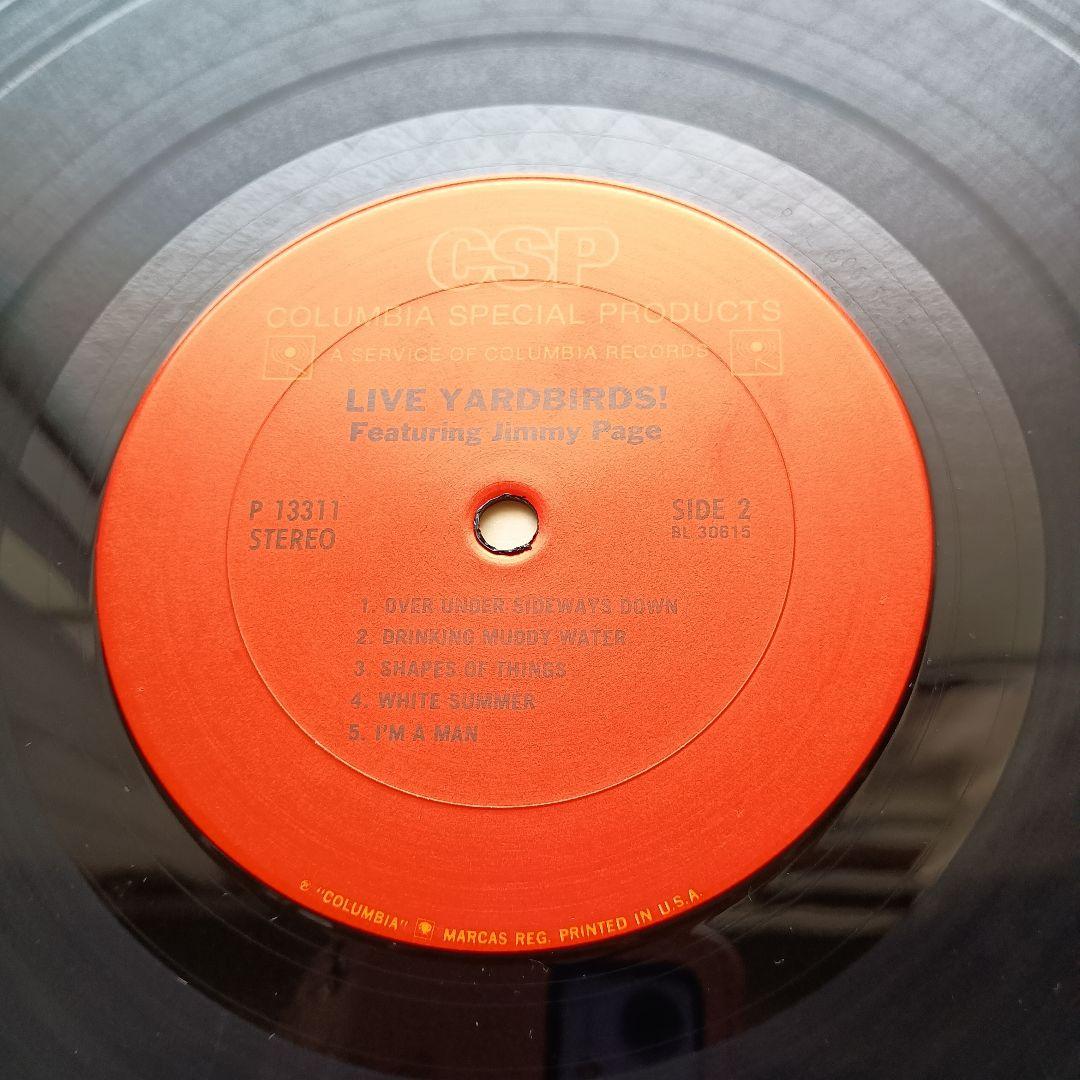 CSP
COLUMBIA SPECIAL PRODUCTS
A SERVICE OF COLUMBIA RECORDS
LIVE YARDBIRDS!
Featuring Jimmy Page
P 13311
STEREO
SIDE 2
BL 30615
1. OVER UNDER SIDEWAYS DOWN
2. DRINKING MUDDY WATER
3. SHAPES OF THINGS
4. WHITE SUMMER
5. I'M A MAN
℗ "COLUMBIA" MARCAS REG. PRINTED IN U.S.A.